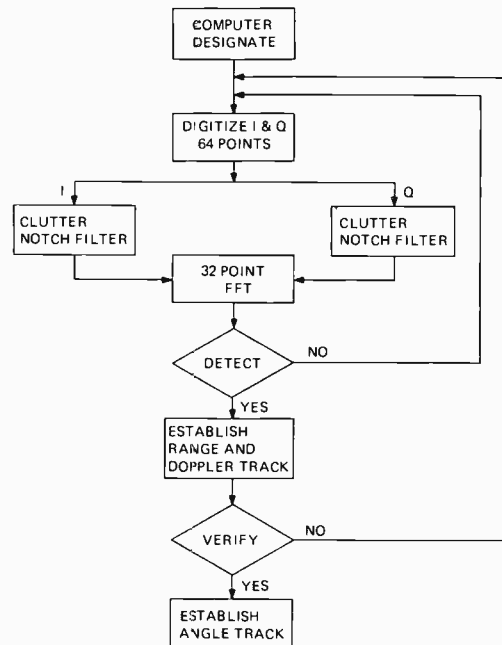 COMPUTER
DESIGNATE
DIGITIZE I & Q
64 POINTS
I
Q
CLUTTER
NOTCH FILTER
CLUTTER
NOTCH FILTER
32 POINT
FFT
DETECT
NO
YES
ESTABLISH
RANGE AND
DOPPLER TRACK
VERIFY
NO
YES
ESTABLISH
ANGLE TRACK